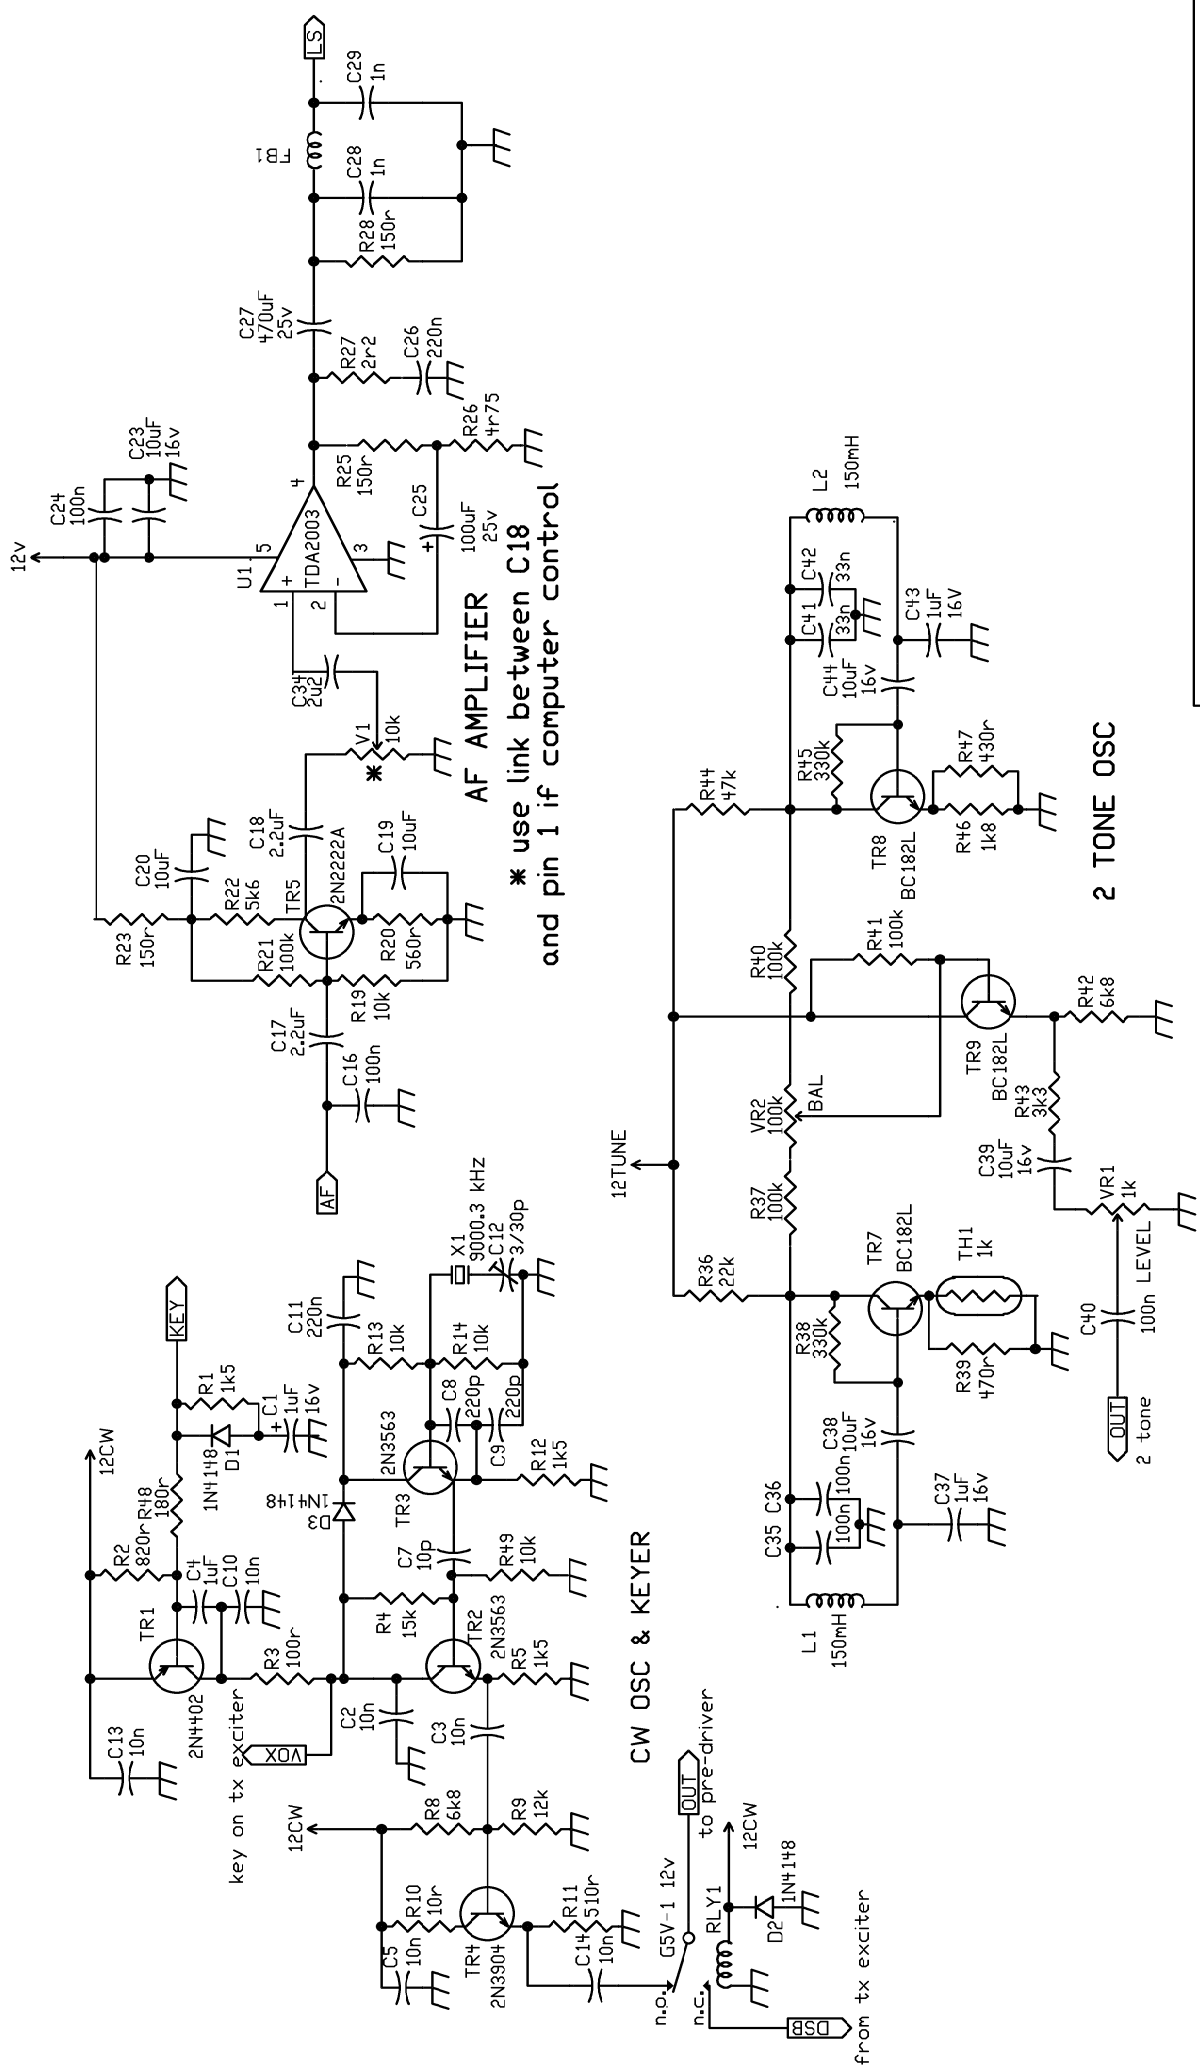 12CW
C13
10n
TR1
2N4402
R2
820r
R48
180r
KEY
R1
1k5
1N4148
D1
C1
+
1uF
16v
C4
1uF
C10
10n
R3
100r
VOX
key on tx exciter
C2
10n
D3
1N4148
C11
220n
R13
10k
R14
10k
X1
9000.3 kHz
C12
3/30p
TR3
2N3563
C8
220p
C9
220p
R12
1k5
C7
10p
R49
10k
R4
15k
TR2
2N3563
R5
1k5
C3
10n
12CW
R8
6k8
R9
12k
R10
10r
C5
10n
TR4
2N3904
R11
510r
C14
10n
G5V-1 12v
n.o.
n.c.
RLY1
OUT
to pre-driver
12CW
D2
1N4148
DSB
from tx exciter
CW OSC & KEYER
AF
C16
100n
C17
2.2uF
R19
10k
R21
100k
R23
150r
C20
10uF
R22
5k6
TR5
2N2222A
R20
560r
C19
10uF
C18
2.2uF
V1
10k
*
C34
2u2
12v
C24
100n
C23
10uF
16v
U1
5
1
+
TDA2003
2
-
3
4
C25
+
100uF
25v
R25
150r
R26
4r75
R27
2r2
C26
220n
C27
470uF
25v
R28
150r
C28
1n
FB1
C29
1n
LS
AF AMPLIFIER
* use link between C18
and pin 1 if computer control
12TUNE
R36
22k
R37
100k
VR2
100k
BAL
R40
100k
R44
47k
L1
150mH
C35
100n
C36
100n
C37
1uF
16v
C38
10uF
16v
R38
330k
TR7
BC182L
R39
470r
TH1
1k
R41
100k
TR9
BC182L
R42
6k8
R43
3k3
C39
10uF
16v
VR1
1k
LEVEL
C40
100n
OUT
2 tone
R45
330k
TR8
BC182L
R46
1k8
R47
430r
C44
10uF
16v
C41
33n
C42
33n
C43
1uF
16V
L2
150mH
2 TONE OSC